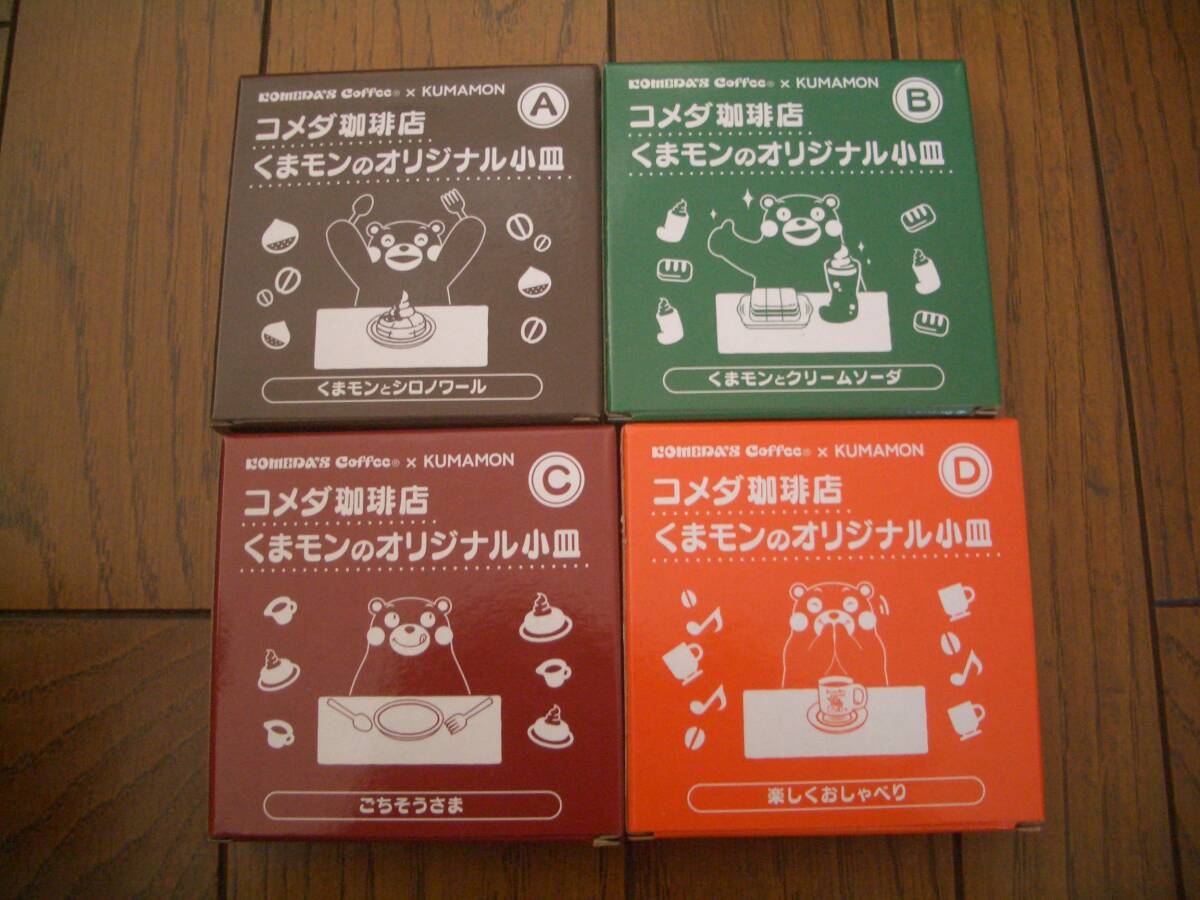 KOMEDA'S Coffee® × KUMAMON
A
コメダ珈琲店
くまモンのオリジナル小皿
くまモンとシロノワール
KOMEDA'S Coffee® × KUMAMON
B
コメダ珈琲店
くまモンのオリジナル小皿
くまモンとクリームソーダ
KOMEDA'S Coffee® × KUMAMON
C
コメダ珈琲店
くまモンのオリジナル小皿
ごちそうさま
KOMEDA'S Coffee® × KUMAMON
D
コメダ珈琲店
くまモンのオリジナル小皿
楽しくおしゃべり